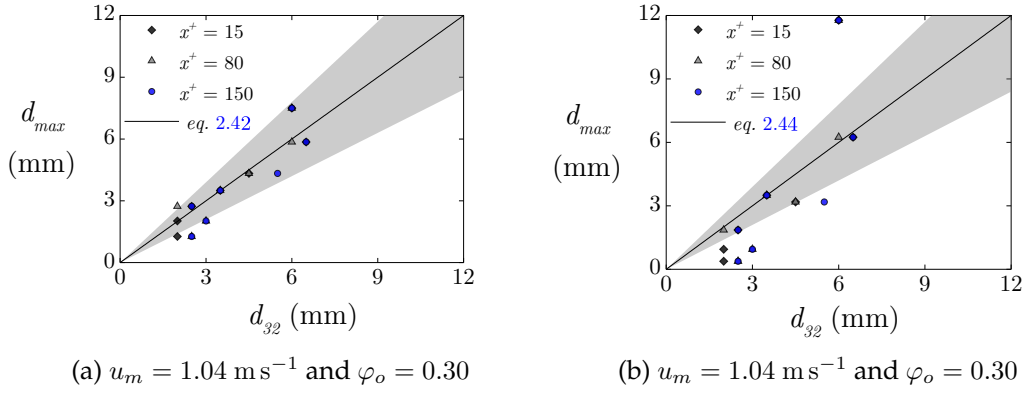 12
9
6
3
0
d_max
(mm)
x⁺ = 15
x⁺ = 80
x⁺ = 150
eq. 2.42
0 3 6 9 12
d_32 (mm)
(a) u_m = 1.04 m s⁻¹ and φ_o = 0.30
12
9
6
3
0
d_max
(mm)
x⁺ = 15
x⁺ = 80
x⁺ = 150
eq. 2.44
0 3 6 9 12
d_32 (mm)
(b) u_m = 1.04 m s⁻¹ and φ_o = 0.30